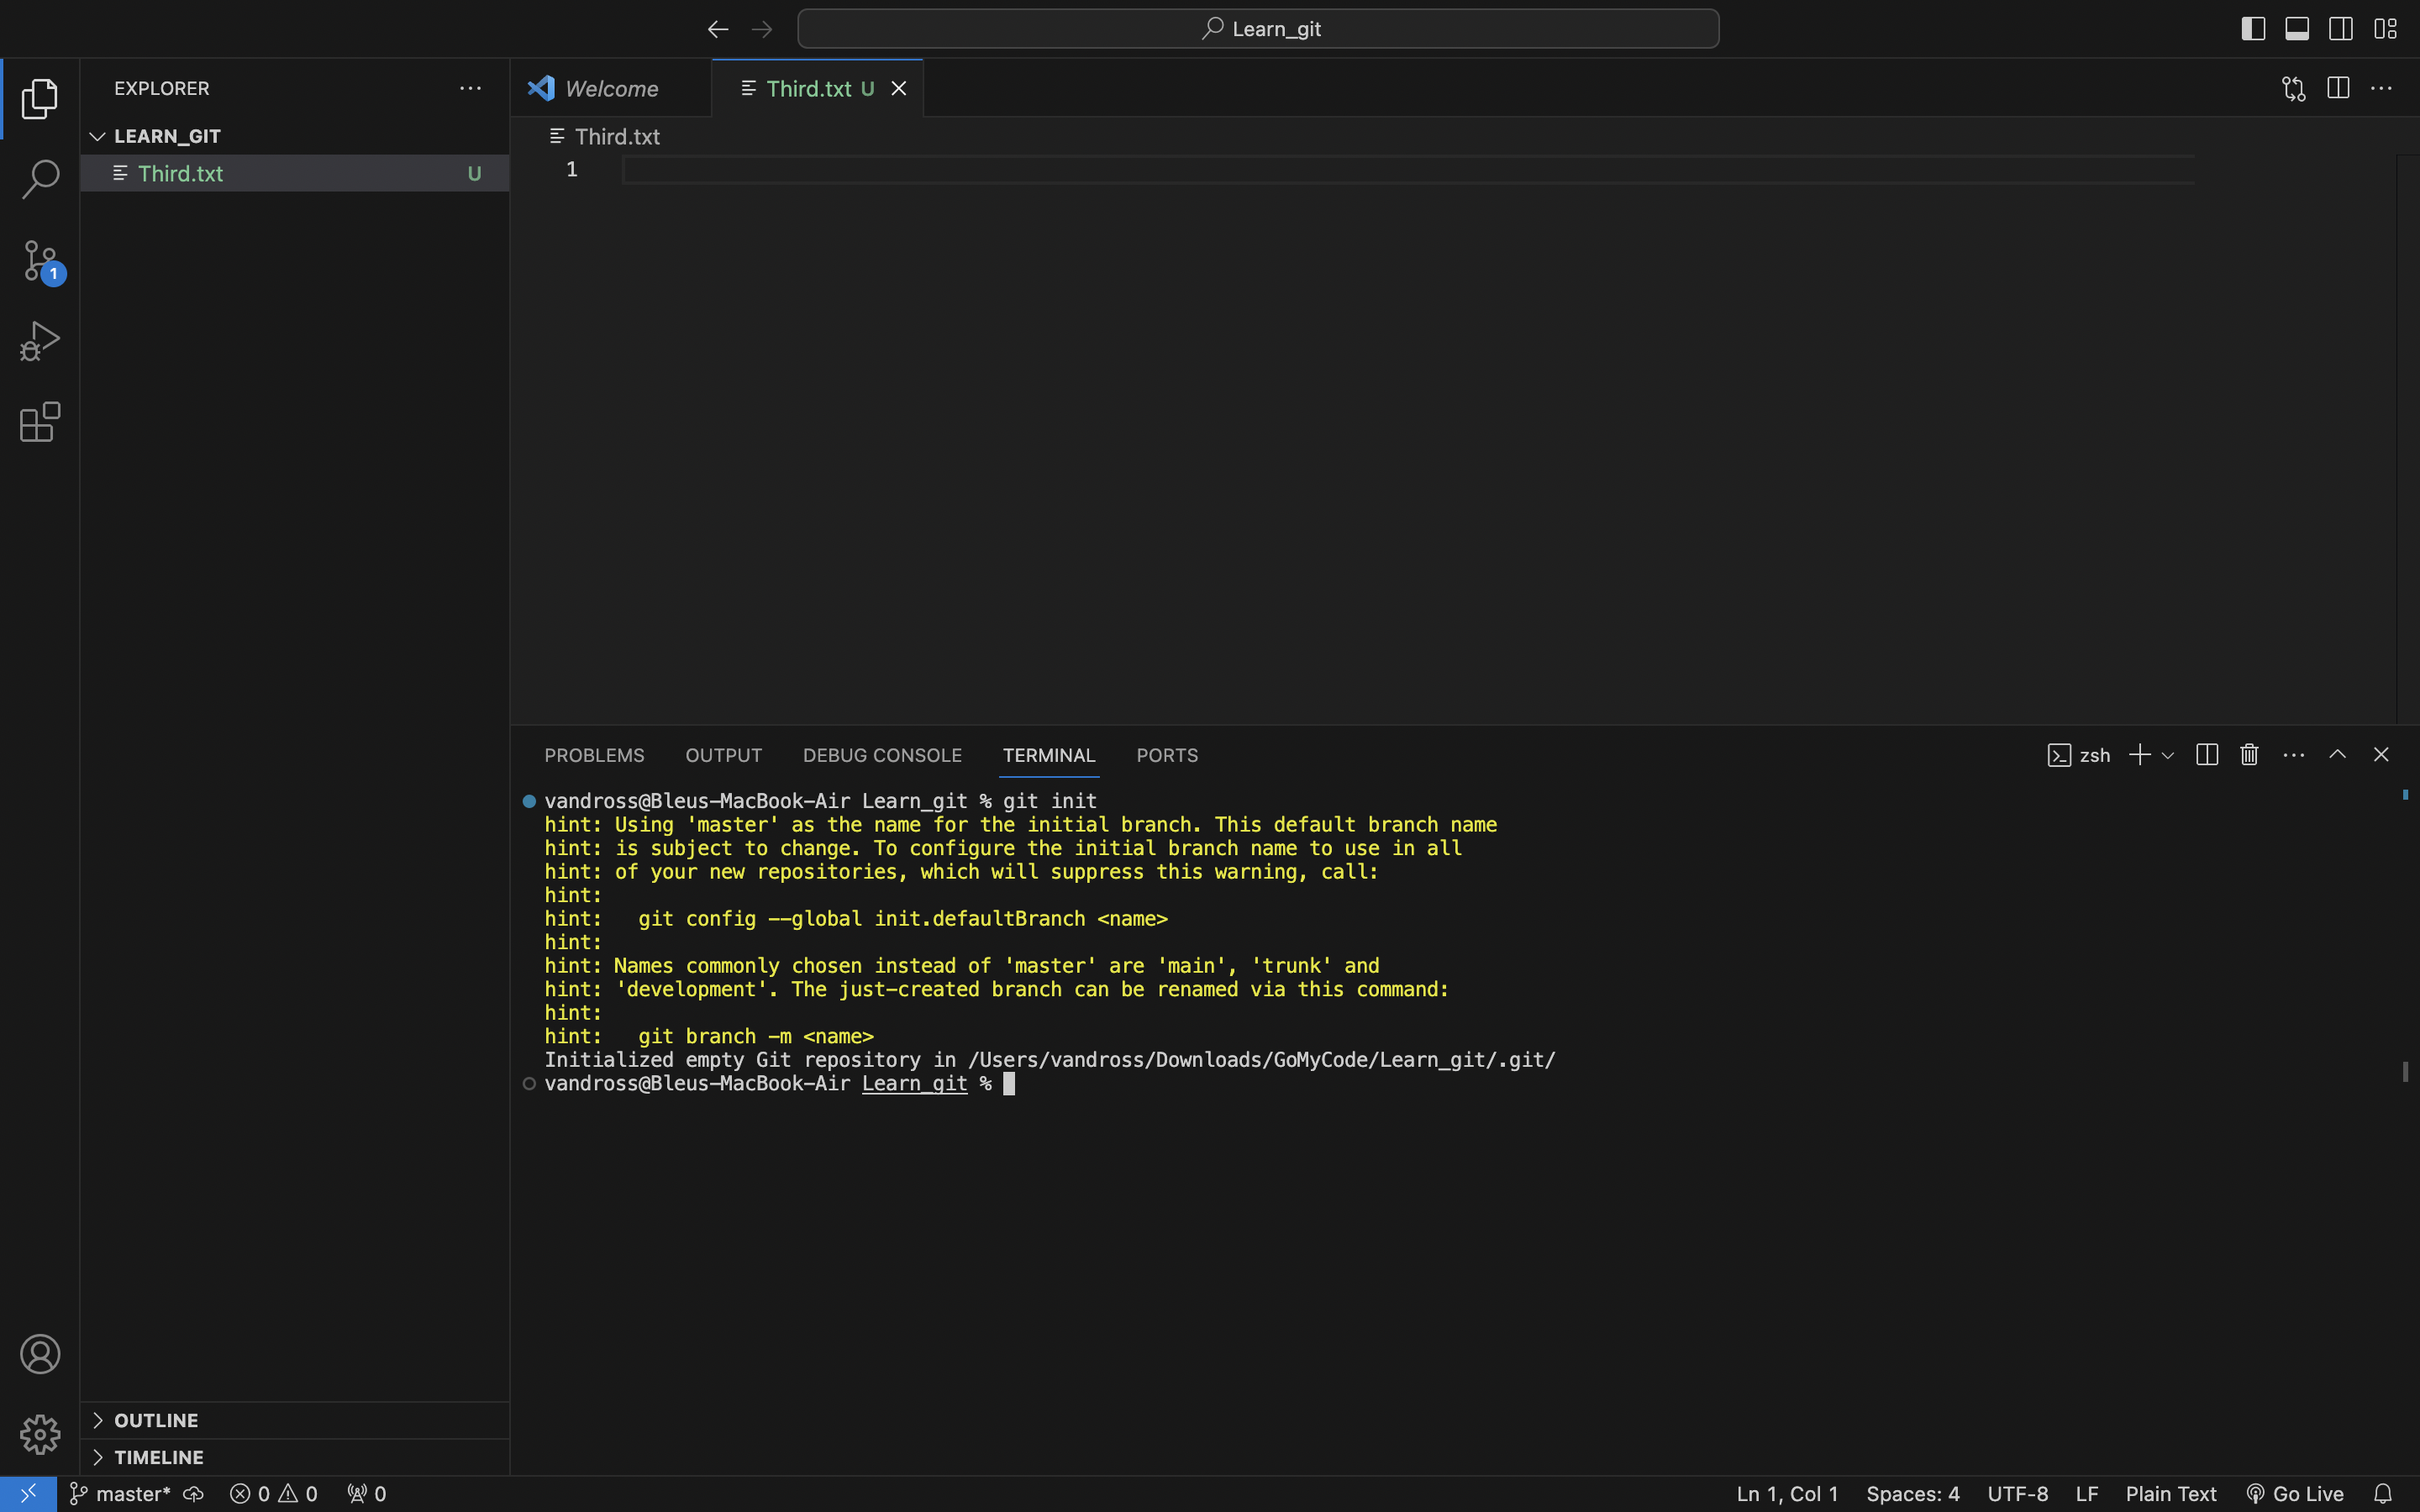 Learn_git
EXPLORER
Welcome
Third.txt U
LEARN_GIT
Third.txt
Third.txt U
1
1
PROBLEMS OUTPUT DEBUG CONSOLE TERMINAL PORTS
zsh
vandross@Bleus-MacBook-Air Learn_git % git init
hint: Using 'master' as the name for the initial branch. This default branch name
hint: is subject to change. To configure the initial branch name to use in all
hint: of your new repositories, which will suppress this warning, call:
hint:
hint:   git config --global init.defaultBranch <name>
hint:
hint: Names commonly chosen instead of 'master' are 'main', 'trunk' and
hint: 'development'. The just-created branch can be renamed via this command:
hint:
hint:   git branch -m <name>
Initialized empty Git repository in /Users/vandross/Downloads/GoMyCode/Learn_git/.git/
vandross@Bleus-MacBook-Air Learn_git %
OUTLINE
TIMELINE
master* 0 0 0
Ln 1, Col 1 Spaces: 4 UTF-8 LF Plain Text Go Live